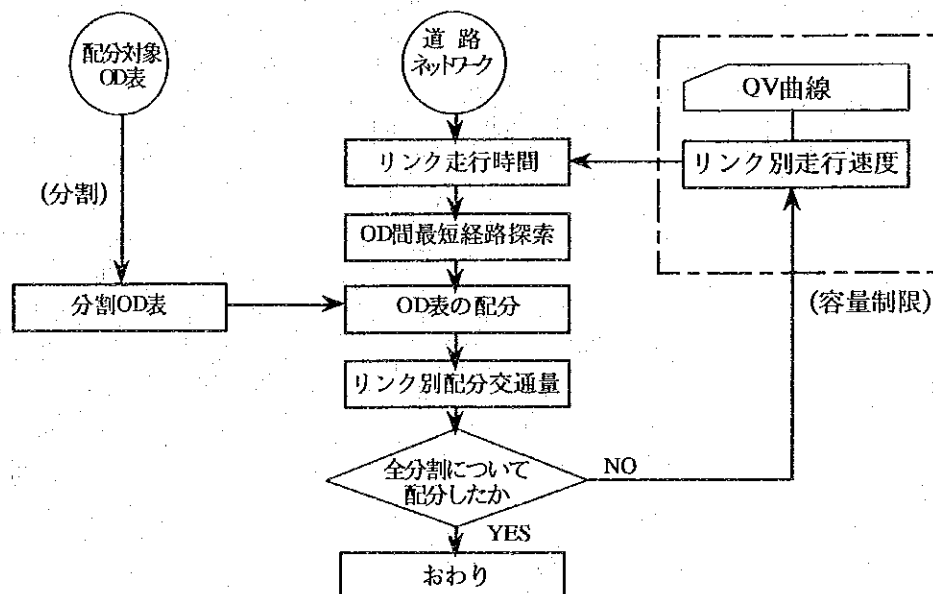 配分対象
OD表
道路
ネットワーク
QV曲線
リンク走行時間
リンク別走行速度
(分割)
OD間最短経路探索
分割OD表
OD表の配分
(容量制限)
リンク別配分交通量
全分割について
配分したか
NO
YES
おわり